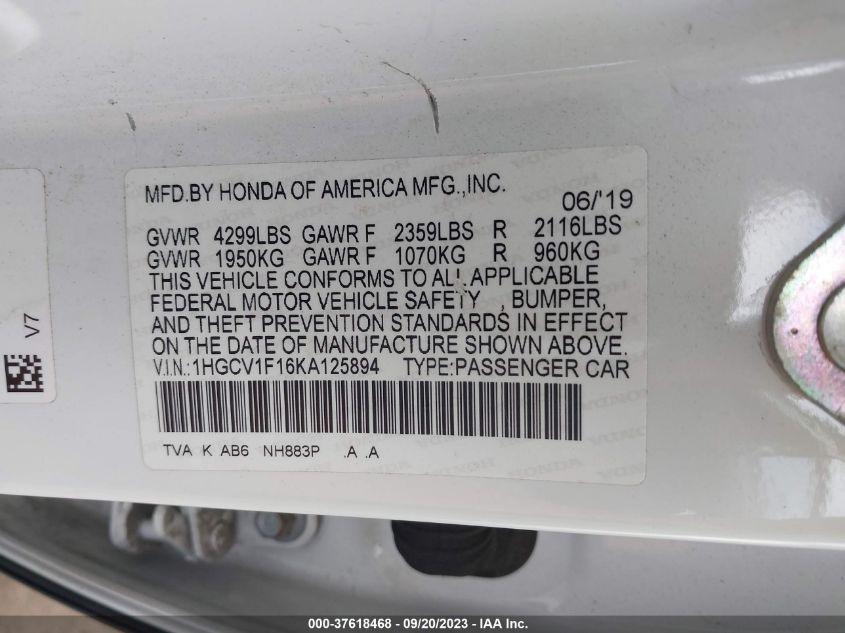 MFD.BY HONDA OF AMERICA MFG.,INC. 06/'19
GVWR 4299LBS GAWR F 2359LBS R 2116LBS
GVWR 1950KG GAWR F 1070KG R 960KG
THIS VEHICLE CONFORMS TO ALL APPLICABLE
FEDERAL MOTOR VEHICLE SAFETY , BUMPER,
AND THEFT PREVENTION STANDARDS IN EFFECT
ON THE DATE OF MANUFACTURE SHOWN ABOVE.
V.I.N.:1HGCV1F16KA125894 TYPE:PASSENGER CAR
TVA K AB6 NH883P .A .A
V7
000-37618468 - 09/20/2023 - IAA Inc.